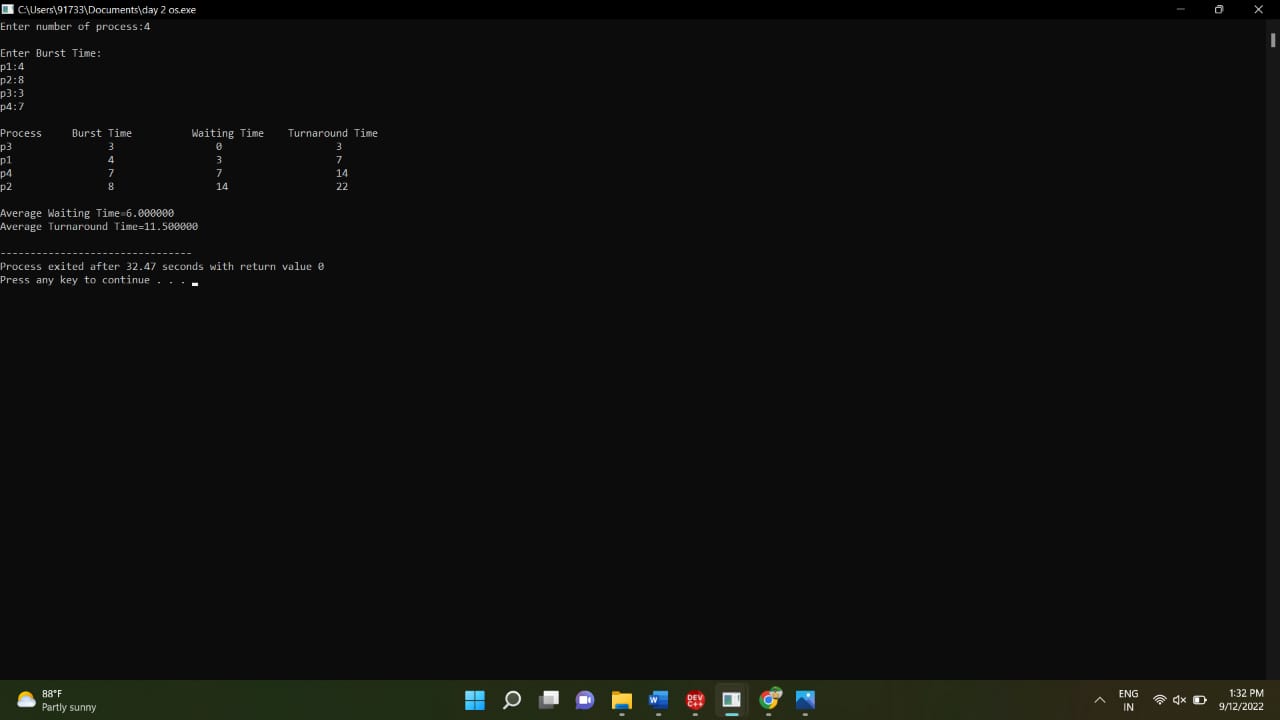 C:\Users\91733\Documents\day 2 os.exe
Enter number of process:4
Enter Burst Time:
p1:4
p2:8
p3:3
p4:7
Process Burst Time Waiting Time Turnaround Time
p3 3 0 3
p1 4 3 7
p4 7 7 14
p2 8 14 22
Average Waiting Time=6.000000
Average Turnaround Time=11.500000
--------------------------------
Process exited after 32.47 seconds with return value 0
Press any key to continue . . .
88°F
Partly sunny
W
DEV
C++
ENG
IN
1:32 PM
9/12/2022